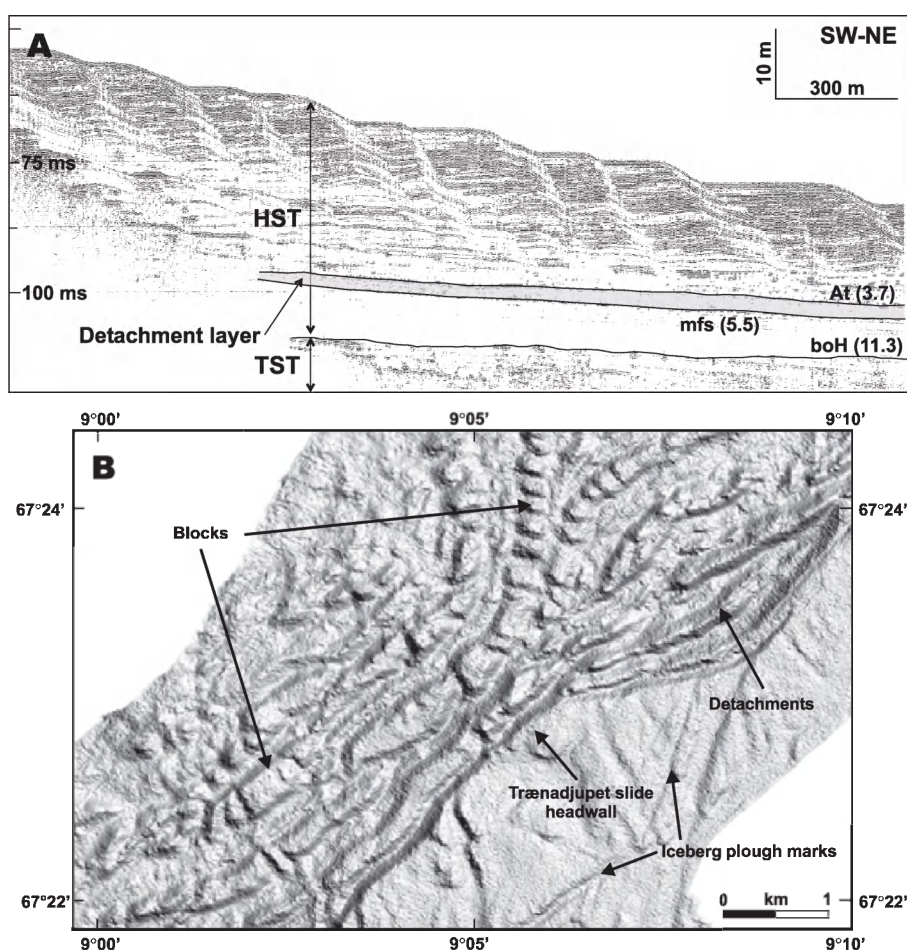 A
SW-NE
10 m
300 m
75 ms
HST
100 ms
At (3.7)
Detachment layer
mfs (5.5)
boH (11.3)
TST
9°00’
9°05’
9°10’
B
67°24’
67°24’
Blocks
Detachments
Trænadjupet slide
headwall
Iceberg plough marks
0 km 1
67°22’
67°22’
9°00’
9°05’
9°10’